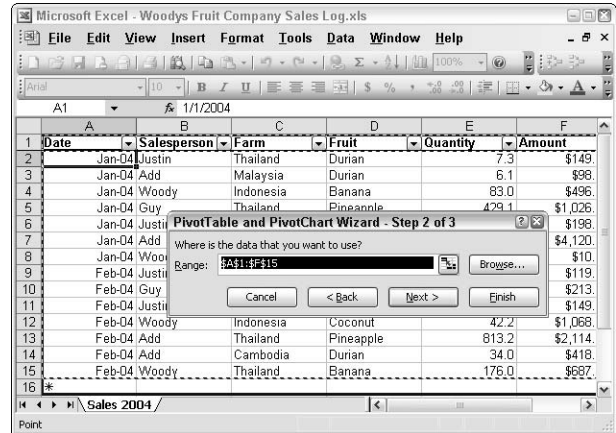 Microsoft Excel - Woodys Fruit Company Sales Log.xls
File Edit View Insert Format Tools Data Window Help
100%
Arial 10 B I U $ % ,
A1 fx 1/1/2004
A B C D E F
1 Date Salesperson Farm Fruit Quantity Amount
2 Jan-04 Justin Thailand Durian 7.3 $149.
3 Jan-04 Add Malaysia Durian 6.1 $98.
4 Jan-04 Woody Indonesia Banana 83.0 $496.
5 Jan-04 Guy Thailand Pineapple 429.1 $1,026.
6 Jan-04 Justi $198.
7 Jan-04 Add $4,120.
8 Jan-04 Woo $10.
9 Feb-04 Justi $119.
10 Feb-04 Guy $213.
11 Feb-04 Justi $149.
12 Feb-04 Woody Indonesia Coconut 42.2 $1,068.
13 Feb-04 Add Thailand Pineapple 813.2 $2,114.
14 Feb-04 Add Cambodia Durian 34.0 $418.
15 Feb-04 Woody Thailand Banana 176.0 $687.
16 *
PivotTable and PivotChart Wizard - Step 2 of 3
Where is the data that you want to use?
Range: $A$1:$F$15 Browse...
Cancel < Back Next > Finish
Sales 2004
Point